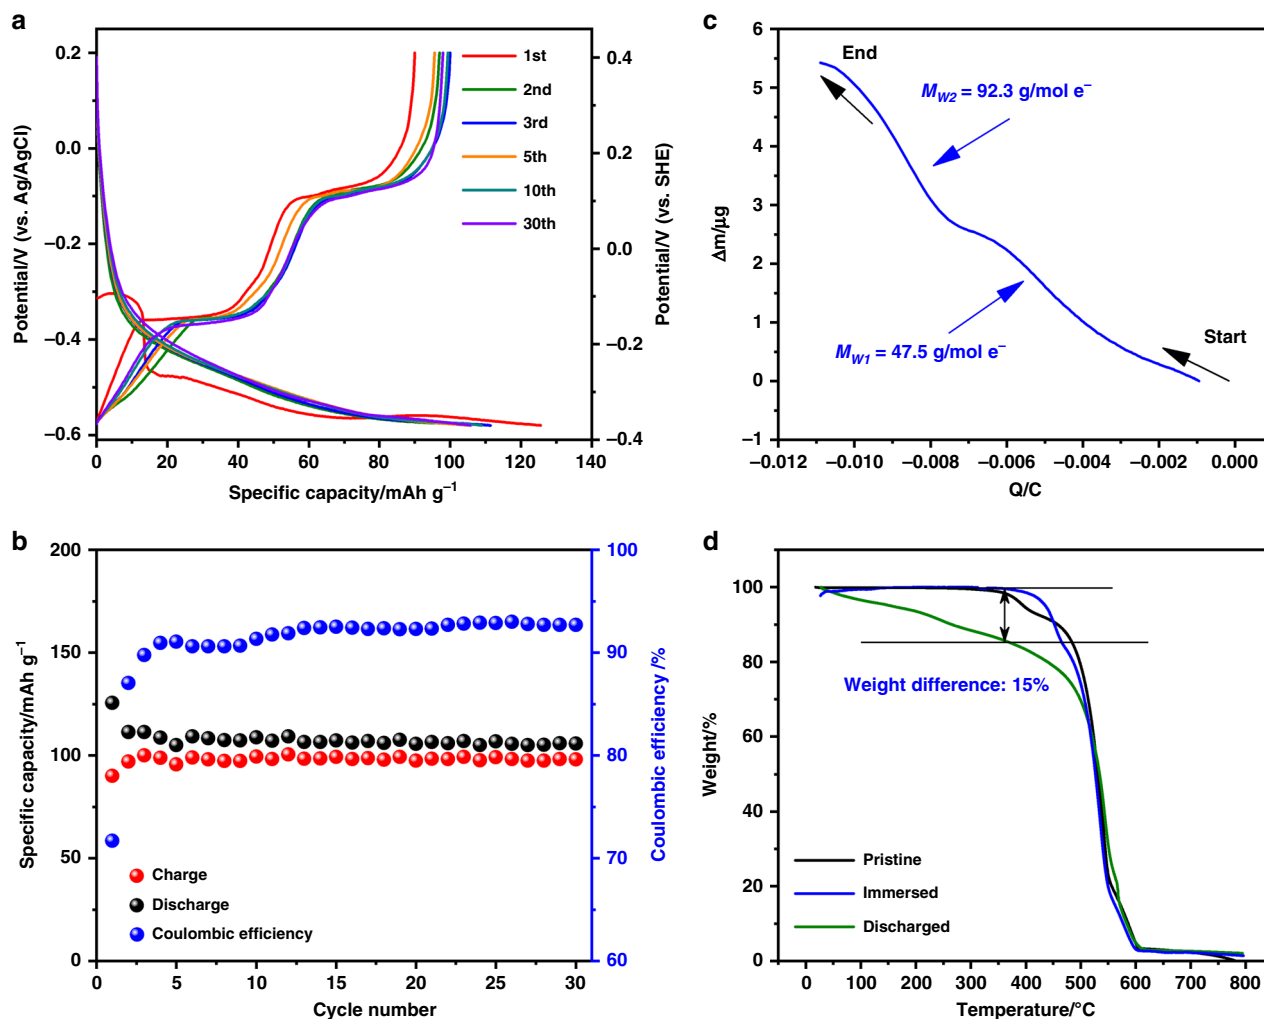 a
0.2
0.0
−0.2
−0.4
−0.6
Potential/V (vs. Ag/AgCl)
0.4
0.2
0.0
−0.2
−0.4
Potential/V (vs. SHE)
1st
2nd
3rd
5th
10th
30th
0 20 40 60 80 100 120 140
Specific capacity/mAh g⁻¹
c
6
5
4
3
2
1
0
−1
Δm/µg
End
M_W2 = 92.3 g/mol e⁻
Start
M_W1 = 47.5 g/mol e⁻
−0.012 −0.010 −0.008 −0.006 −0.004 −0.002 0.000
Q/C
b
200
150
100
50
0
Specific capacity/mAh g⁻¹
100
90
80
70
60
Coulombic efficiency /%
Charge
Discharge
Coulombic efficiency
0 5 10 15 20 25 30
Cycle number
d
100
80
60
40
20
0
Weight/%
Weight difference: 15%
Pristine
Immersed
Discharged
0 100 200 300 400 500 600 700 800
Temperature/°C